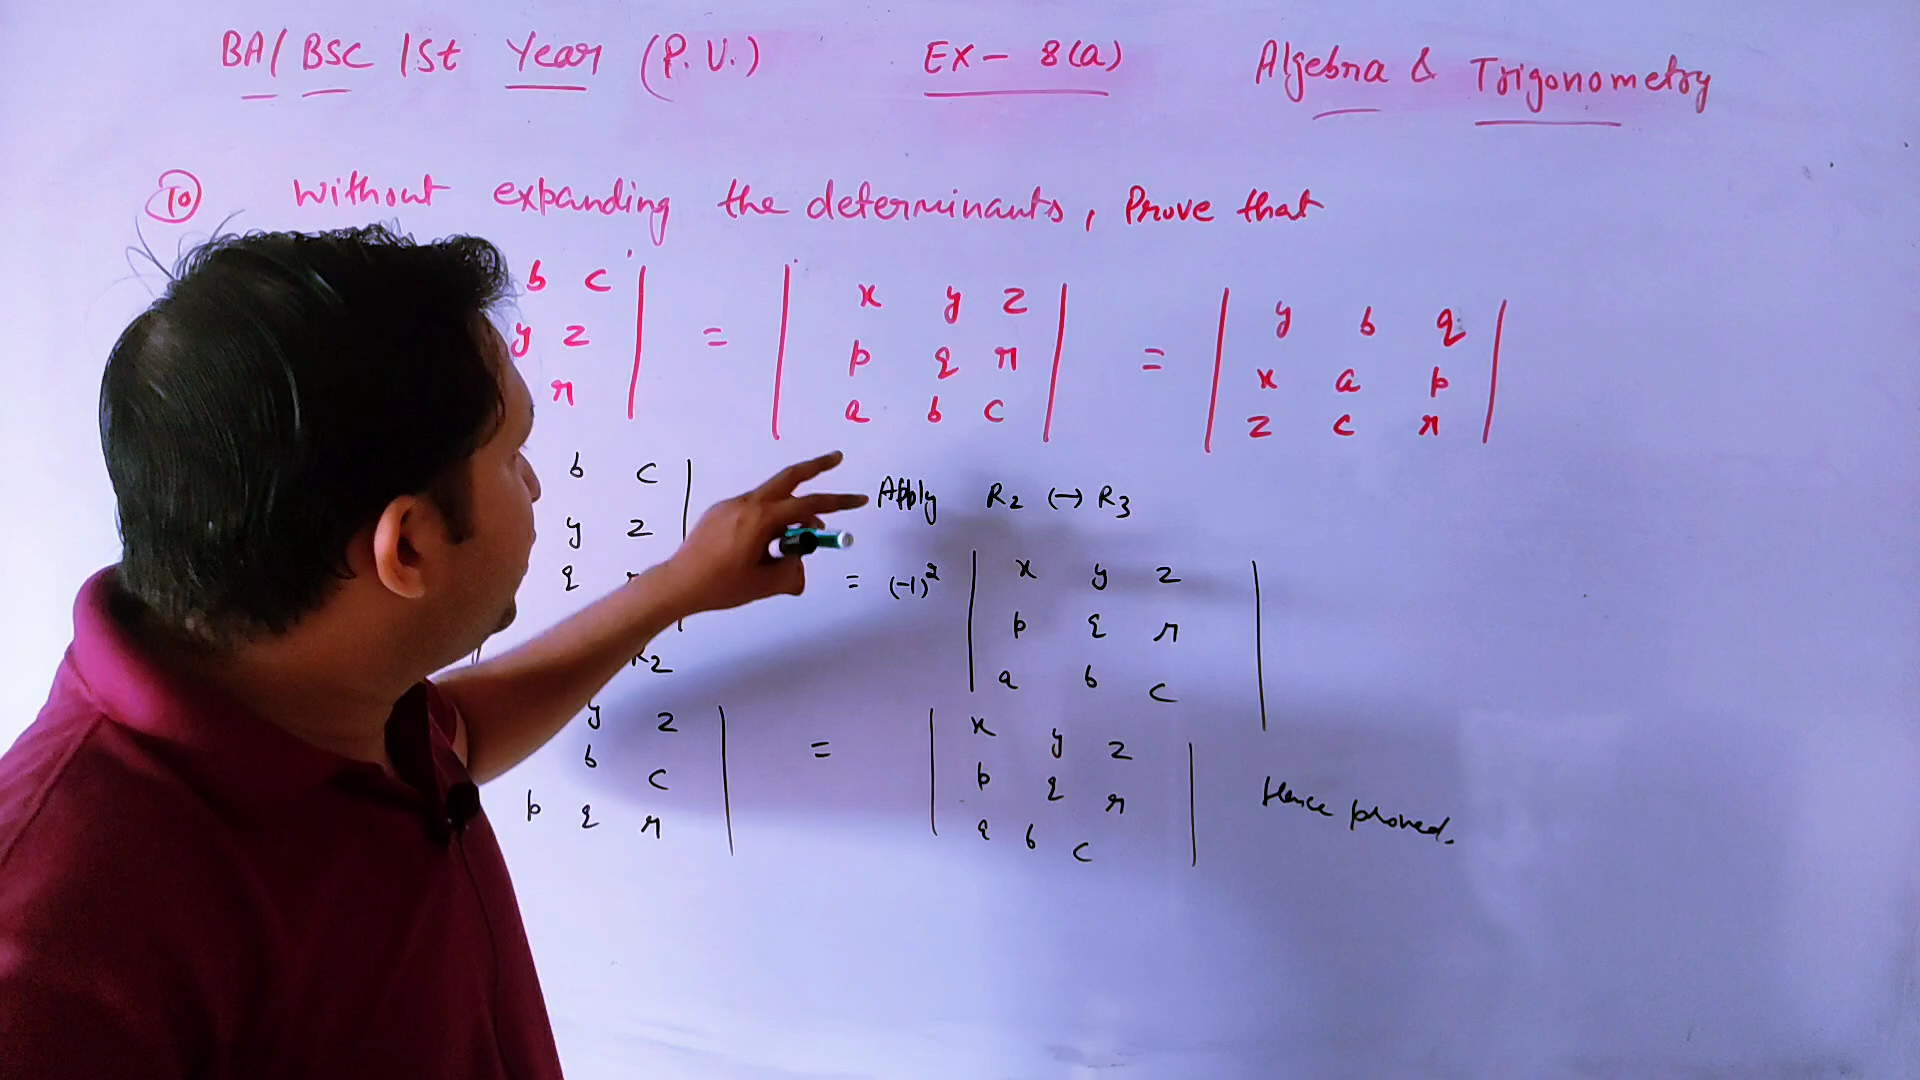 BA/BSC 1St Year (P.U.) EX- 8(a) Algebra & Trigonometry
10 Without expanding the determinants, Prove that
b c | = | x y z | = | y b q |
y z | | p q r | | x a p |
r | | a b c | | z c r |
b c | Apply R2 ↔ R3
y z
q = (-1)² | x y z |
| p q r |
R2 | a b c |
y z | = | x y z |
b c | | p q r | Hence proved.
p q r | | a b c |